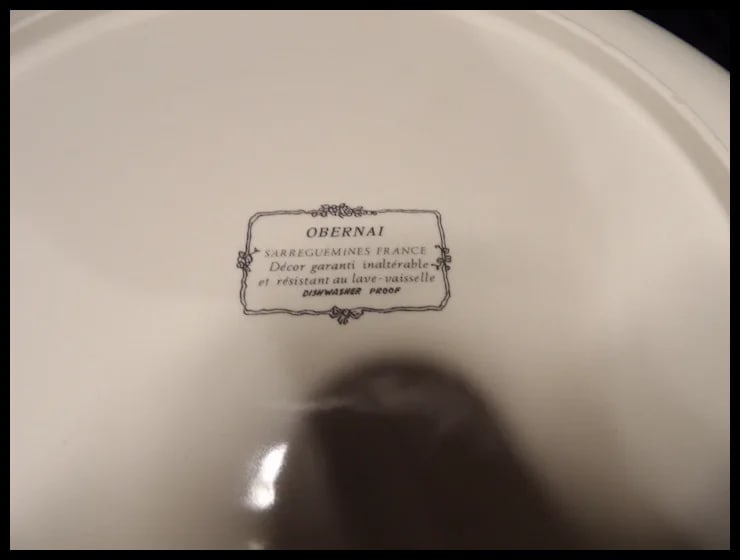 OBERNAI
SARREGUEMINES FRANCE
Décor garanti inaltérable
et résistant au lave-vaisselle
DISHWASHER PROOF